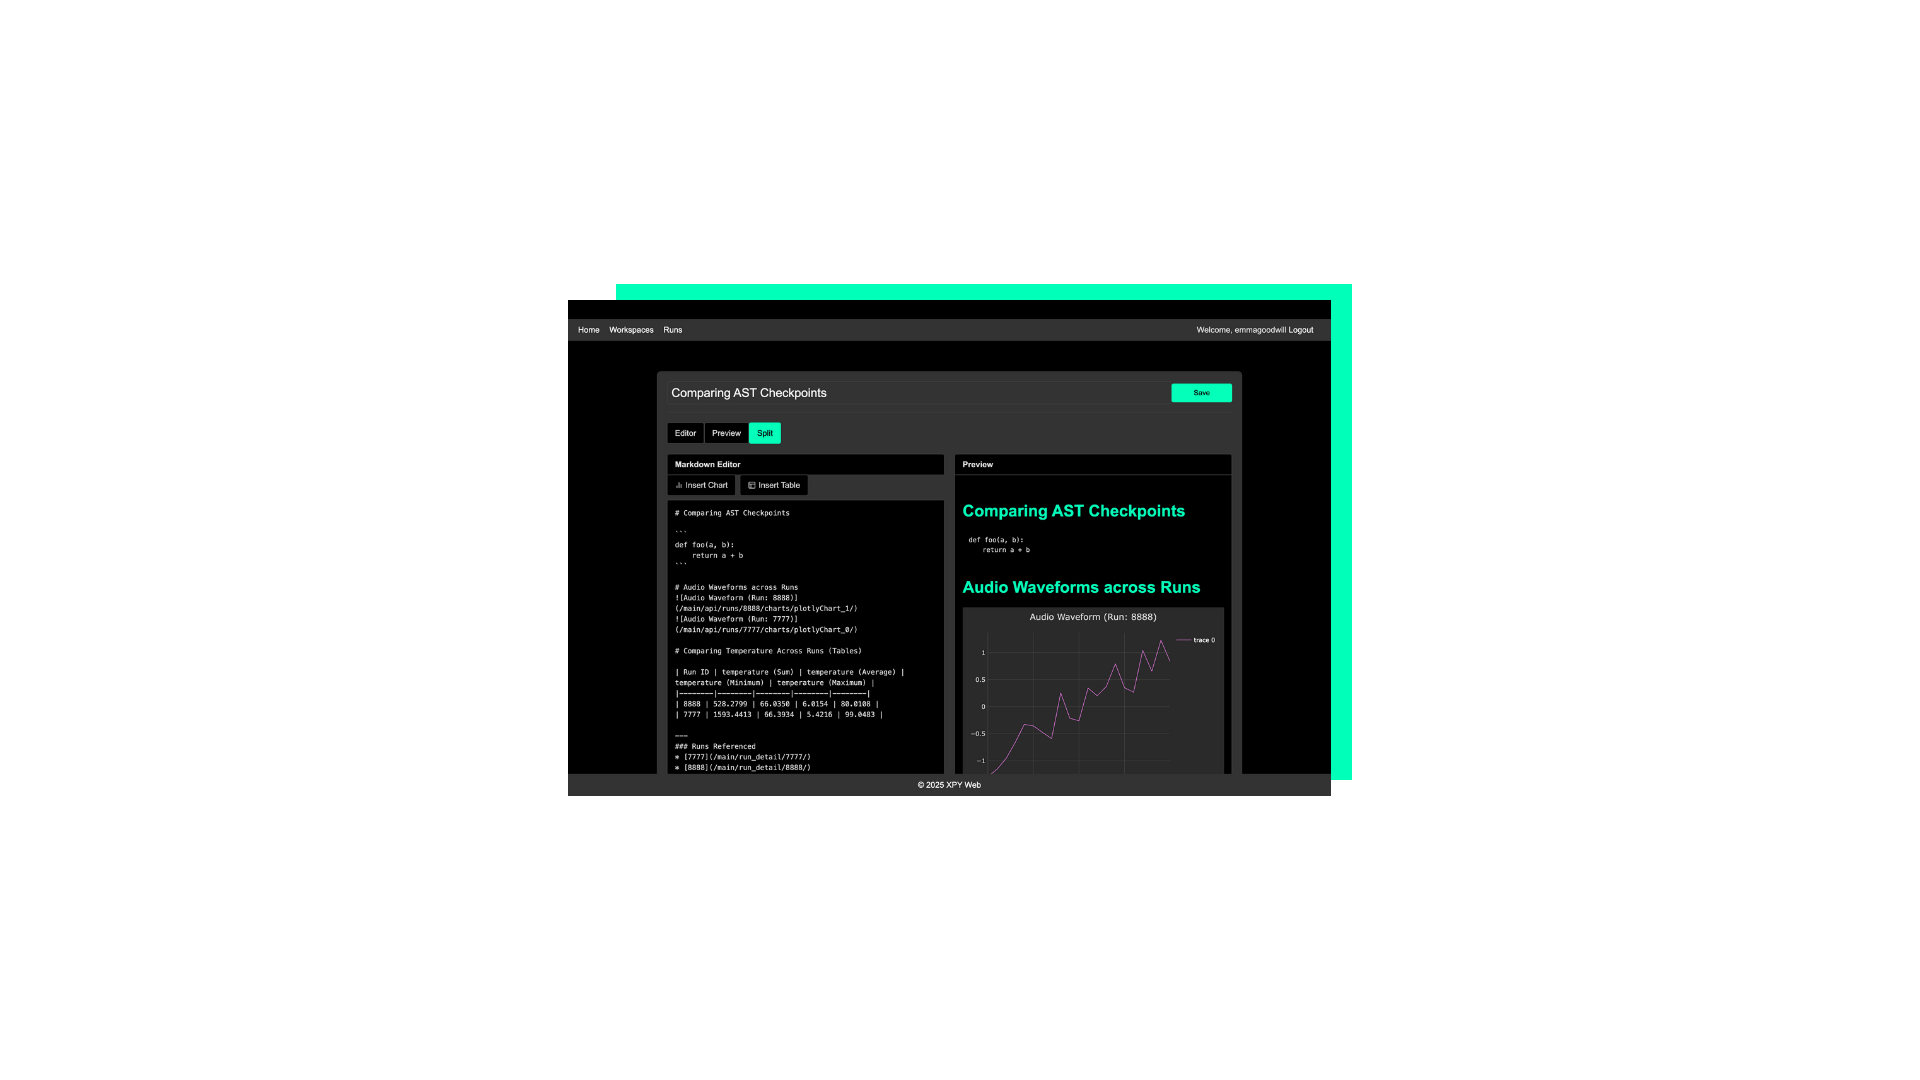 Home Workspaces Runs
Welcome, emmagoodwill Logout
Comparing AST Checkpoints
Save
Editor Preview Split
Markdown Editor
Insert Chart Insert Table
# Comparing AST Checkpoints
```
def foo(a, b):
    return a + b
```
# Audio Waveforms across Runs
![Audio Waveform (Run: 8888)]
(/main/api/runs/8888/charts/plotlyChart_1/)
![Audio Waveform (Run: 7777)]
(/main/api/runs/7777/charts/plotlyChart_0/)
# Comparing Temperature Across Runs (Tables)
| Run ID | temperature (Sum) | temperature (Average) |
temperature (Minimum) | temperature (Maximum) |
|--------|--------|--------|--------|--------|
| 8888 | 528.2799 | 66.0350 | 6.0154 | 80.0108 |
| 7777 | 1593.4413 | 66.3934 | 5.4216 | 99.0483 |
---
### Runs Referenced
* [7777](/main/run_detail/7777/)
* [8888](/main/run_detail/8888/)
Preview
Comparing AST Checkpoints
def foo(a, b):
    return a + b
Audio Waveforms across Runs
Audio Waveform (Run: 8888)
trace 0
1
0.5
0
−0.5
−1
© 2025 XPY Web